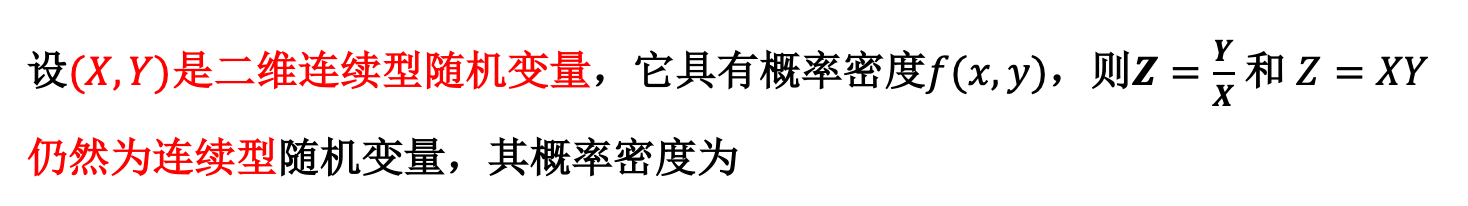 设(X,Y)是二维连续型随机变量，它具有概率密度f(x,y)，则Z = Y/X 和 Z = XY
仍然为连续型随机变量，其概率密度为